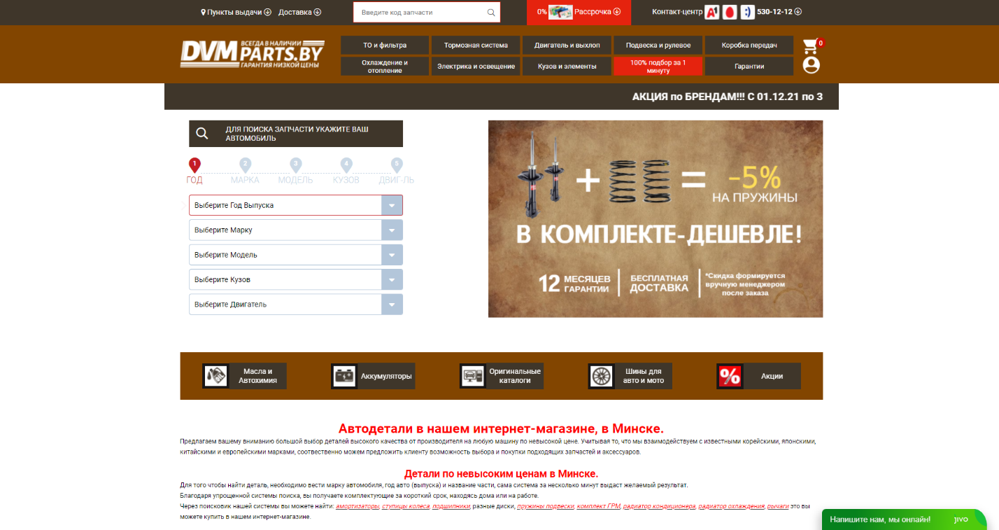 Пункты выдачи Доставка
Введите код запчасти
0% Рассрочка
Контакт-центр A1 :) 530-12-12
DVM ВСЕГДА В НАЛИЧИИ
PARTS.BY
ГАРАНТИЯ НИЗКОЙ ЦЕНЫ
ТО и фильтра
Тормозная система
Двигатель и выхлоп
Подвеска и рулевое
Коробка передач
0
Охлаждение и
отопление
Электрика и освещение
Кузов и элементы
100% подбор за 1
минуту
Гарантии
АКЦИЯ по БРЕНДАМ!!! С 01.12.21 по 3
ДЛЯ ПОИСКА ЗАПЧАСТИ УКАЖИТЕ ВАШ
АВТОМОБИЛЬ
1 2 3 4 5
ГОД МАРКА МОДЕЛЬ КУЗОВ ДВИГ-ЛЬ
Выберите Год Выпуска
Выберите Марку
Выберите Модель
Выберите Кузов
Выберите Двигатель
+ = -5%
НА ПРУЖИНЫ
В КОМПЛЕКТЕ-ДЕШЕВЛЕ!
12 МЕСЯЦЕВ
ГАРАНТИИ
БЕСПЛАТНАЯ
ДОСТАВКА
*Скидка формируется
вручную менеджером
после заказа
Масла и
Автохимия
Аккумуляторы
Оригинальные
каталоги
Шины для
авто и мото
%
Акции
Автодетали в нашем интернет-магазине, в Минске.
Предлагаем вашему вниманию большой выбор деталей высокого качества от производителя на любую машину по невысокой цене. Учитывая то, что мы взаимодействуем с известными корейскими, японскими,
китайскими и европейскими марками, соотвественно можем предложить клиенту возможность выбора и покупки подходящих запчастей и аксессуаров.
Детали по невысоким ценам в Минске.
Для того чтобы найти деталь, необходимо вести марку автомобиля, год авто (выпуска) и название части, сама система за несколько минут выдаст желаемый результат.
Благодаря упрощенной системы поиска, вы получаете комплектующие за короткий срок, находясь дома или на работе.
Через поисковик нашей системы вы можете найти: амортизаторы, ступицы колеса, подшипники, разные диски, пружины подвески, комплект ГРМ, радиатор кондиционера, радиатор охлаждения, рычаги это вы
можете купить в нашем интернет-магазине.
Напишите нам, мы онлайн! jivo